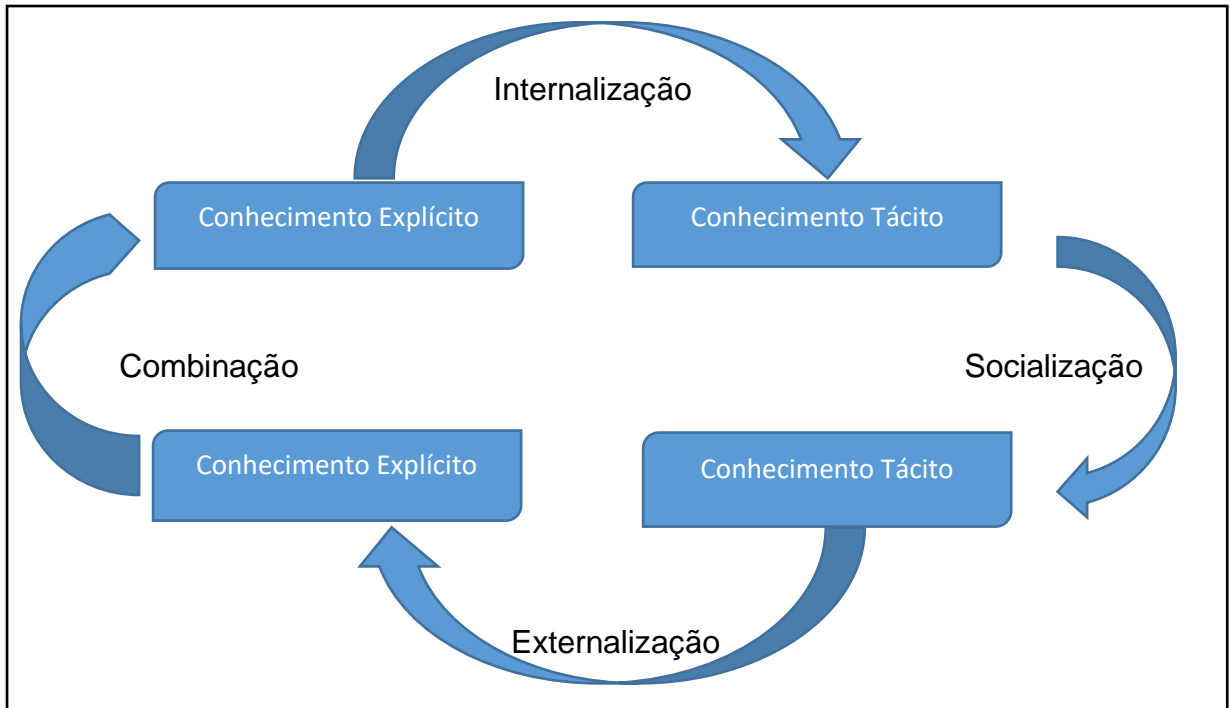 Internalização
Conhecimento Explícito
Conhecimento Tácito
Combinação
Socialização
Conhecimento Explícito
Conhecimento Tácito
Externalização